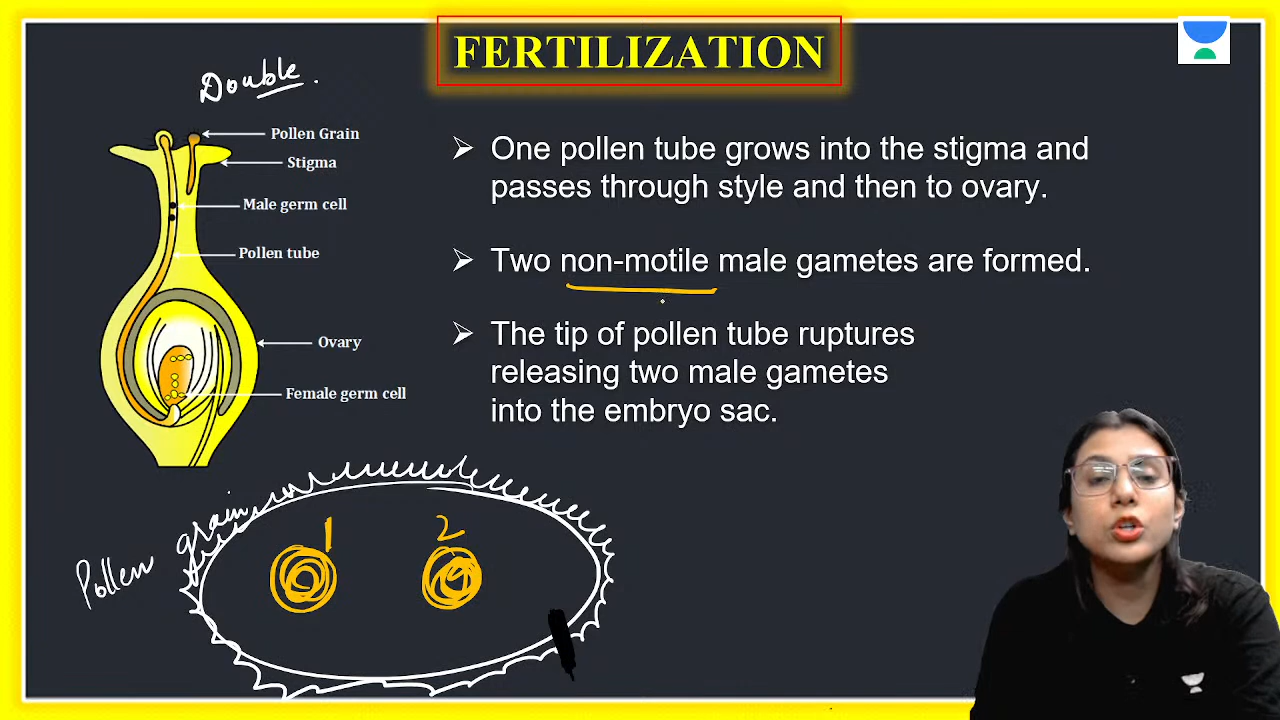 FERTILIZATION
Double.
Pollen Grain
Stigma
Male germ cell
Pollen tube
Ovary
Female germ cell
➢ One pollen tube grows into the stigma and
passes through style and then to ovary.
➢ Two non-motile male gametes are formed.
➢ The tip of pollen tube ruptures
releasing two male gametes
into the embryo sac.
Pollen grain
1 2